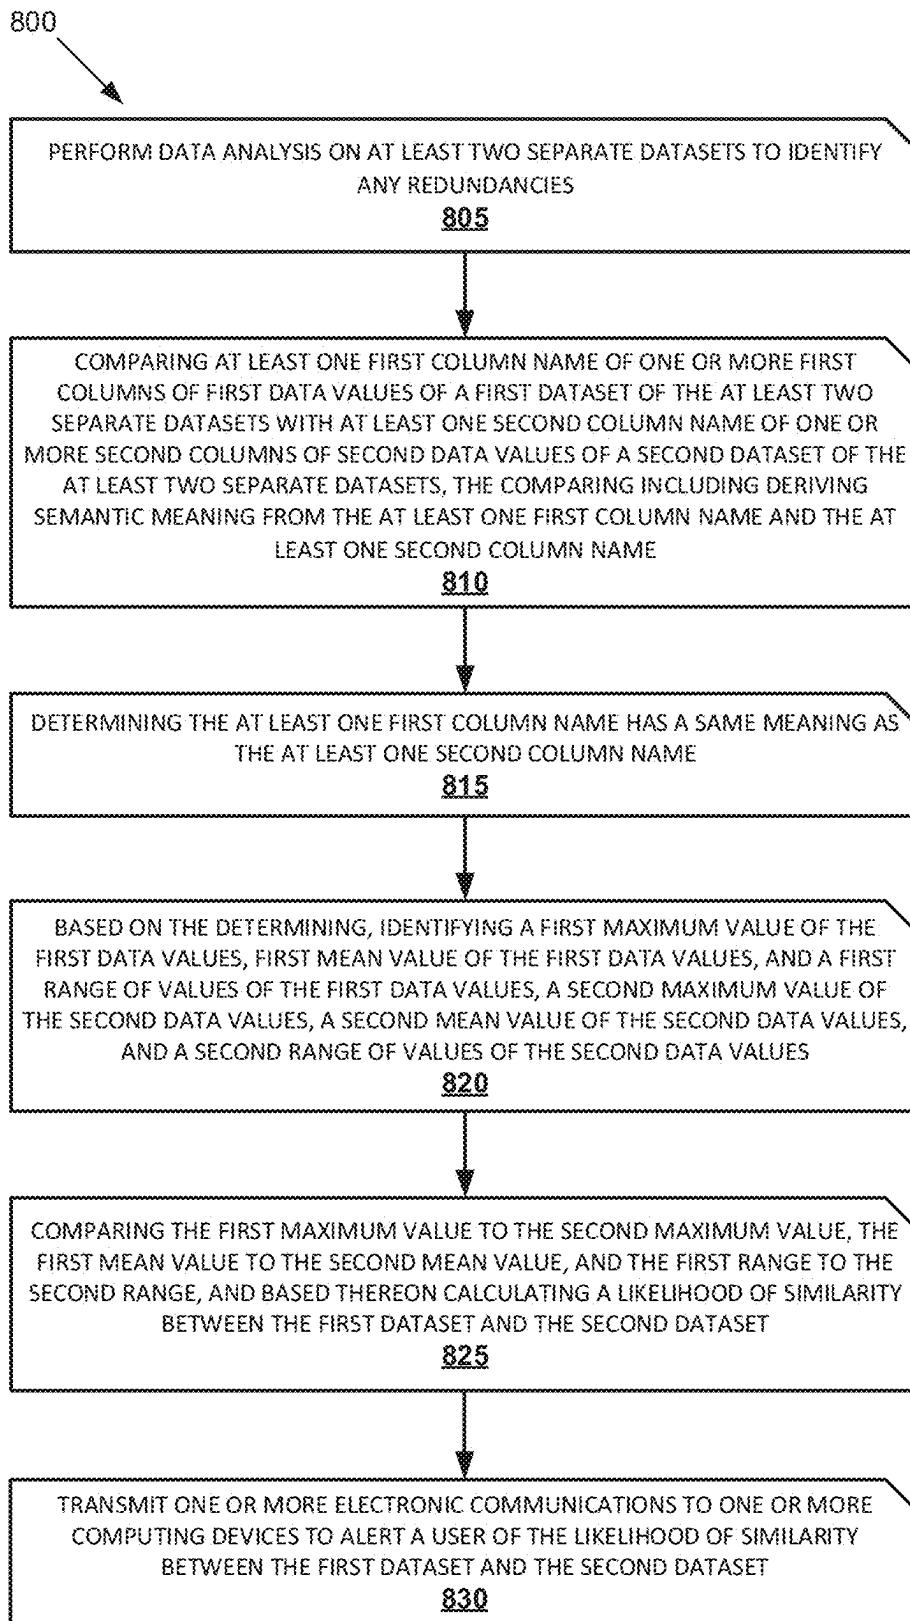 800
PERFORM DATA ANALYSIS ON AT LEAST TWO SEPARATE DATASETS TO IDENTIFY
ANY REDUNDANCIES
805
COMPARING AT LEAST ONE FIRST COLUMN NAME OF ONE OR MORE FIRST
COLUMNS OF FIRST DATA VALUES OF A FIRST DATASET OF THE AT LEAST TWO
SEPARATE DATASETS WITH AT LEAST ONE SECOND COLUMN NAME OF ONE OR
MORE SECOND COLUMNS OF SECOND DATA VALUES OF A SECOND DATASET OF THE
AT LEAST TWO SEPARATE DATASETS, THE COMPARING INCLUDING DERIVING
SEMANTIC MEANING FROM THE AT LEAST ONE FIRST COLUMN NAME AND THE AT
LEAST ONE SECOND COLUMN NAME
810
DETERMINING THE AT LEAST ONE FIRST COLUMN NAME HAS A SAME MEANING AS
THE AT LEAST ONE SECOND COLUMN NAME
815
BASED ON THE DETERMINING, IDENTIFYING A FIRST MAXIMUM VALUE OF THE
FIRST DATA VALUES, FIRST MEAN VALUE OF THE FIRST DATA VALUES, AND A FIRST
RANGE OF VALUES OF THE FIRST DATA VALUES, A SECOND MAXIMUM VALUE OF
THE SECOND DATA VALUES, A SECOND MEAN VALUE OF THE SECOND DATA VALUES,
AND A SECOND RANGE OF VALUES OF THE SECOND DATA VALUES
820
COMPARING THE FIRST MAXIMUM VALUE TO THE SECOND MAXIMUM VALUE, THE
FIRST MEAN VALUE TO THE SECOND MEAN VALUE, AND THE FIRST RANGE TO THE
SECOND RANGE, AND BASED THEREON CALCULATING A LIKELIHOOD OF SIMILARITY
BETWEEN THE FIRST DATASET AND THE SECOND DATASET
825
TRANSMIT ONE OR MORE ELECTRONIC COMMUNICATIONS TO ONE OR MORE
COMPUTING DEVICES TO ALERT A USER OF THE LIKELIHOOD OF SIMILARITY
BETWEEN THE FIRST DATASET AND THE SECOND DATASET
830